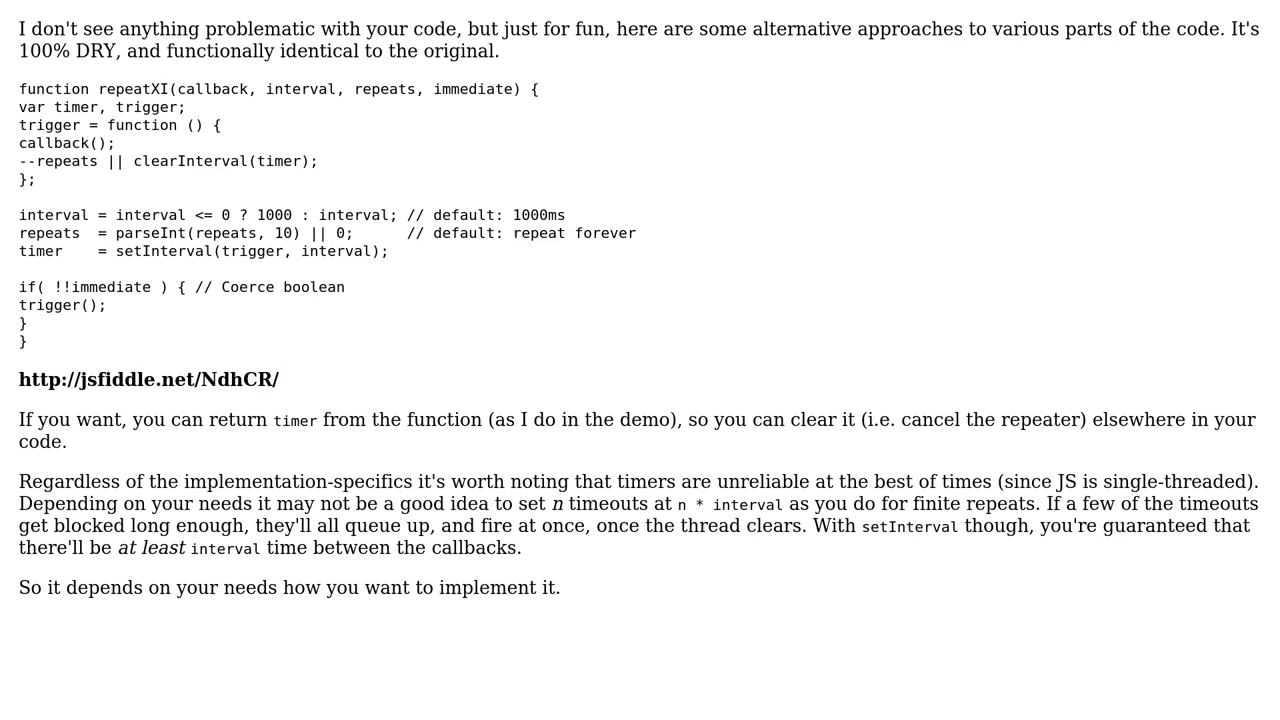 I don't see anything problematic with your code, but just for fun, here are some alternative approaches to various parts of the code. It's
100% DRY, and functionally identical to the original.
function repeatXI(callback, interval, repeats, immediate) {
var timer, trigger;
trigger = function () {
callback();
--repeats || clearInterval(timer);
};
interval = interval <= 0 ? 1000 : interval; // default: 1000ms
repeats  = parseInt(repeats, 10) || 0;      // default: repeat forever
timer    = setInterval(trigger, interval);
if( !!immediate ) { // Coerce boolean
trigger();
}
}
http://jsfiddle.net/NdhCR/
If you want, you can return timer from the function (as I do in the demo), so you can clear it (i.e. cancel the repeater) elsewhere in your
code.
Regardless of the implementation-specifics it's worth noting that timers are unreliable at the best of times (since JS is single-threaded).
Depending on your needs it may not be a good idea to set n timeouts at n * interval as you do for finite repeats. If a few of the timeouts
get blocked long enough, they'll all queue up, and fire at once, once the thread clears. With setInterval though, you're guaranteed that
there'll be at least interval time between the callbacks.
So it depends on your needs how you want to implement it.